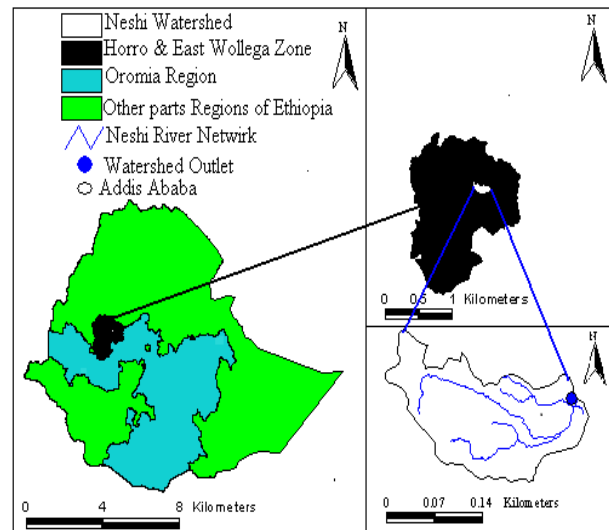 Neshi Watershed
Horro & East Wollega Zone
Oromia Region
Other parts Regions of Ethiopia
Neshi River Netwirk
Watershed Outlet
Addis Ababa
N
0 4 8 Kilometers
N
0 0.5 1 Kilometers
N
0 0.07 0.14 Kilometers